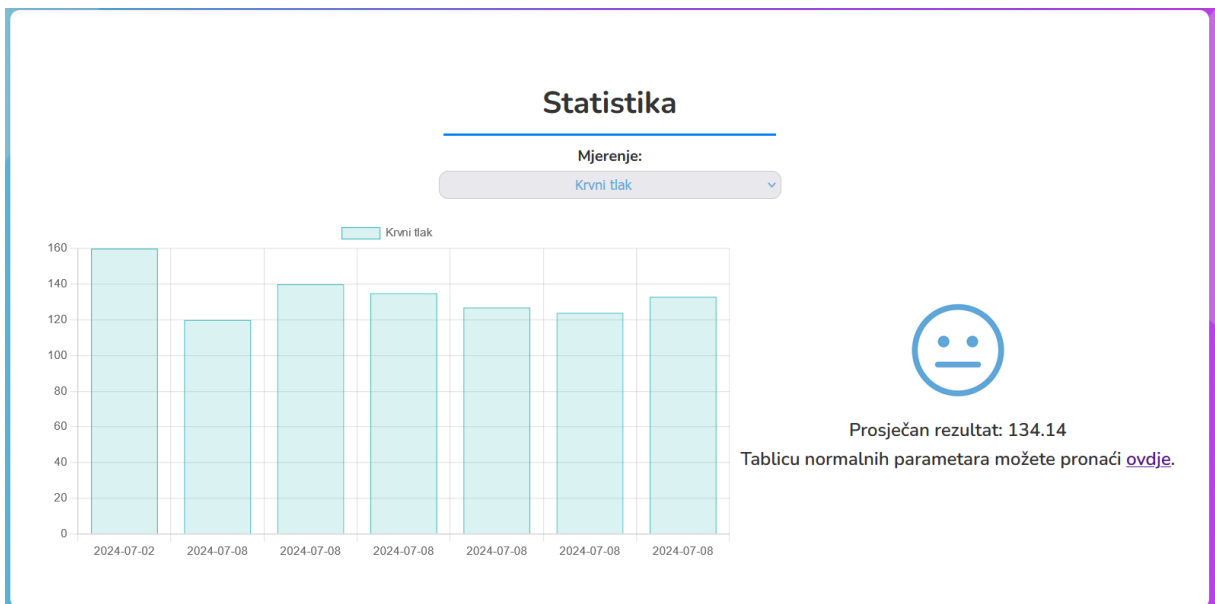 Statistika
Mjerenje:
Krvni tlak
Krvni tlak
160
140
120
100
80
60
40
20
0
2024-07-02 2024-07-08 2024-07-08 2024-07-08 2024-07-08 2024-07-08 2024-07-08
Prosječan rezultat: 134.14
Tablicu normalnih parametara možete pronaći ovdje.